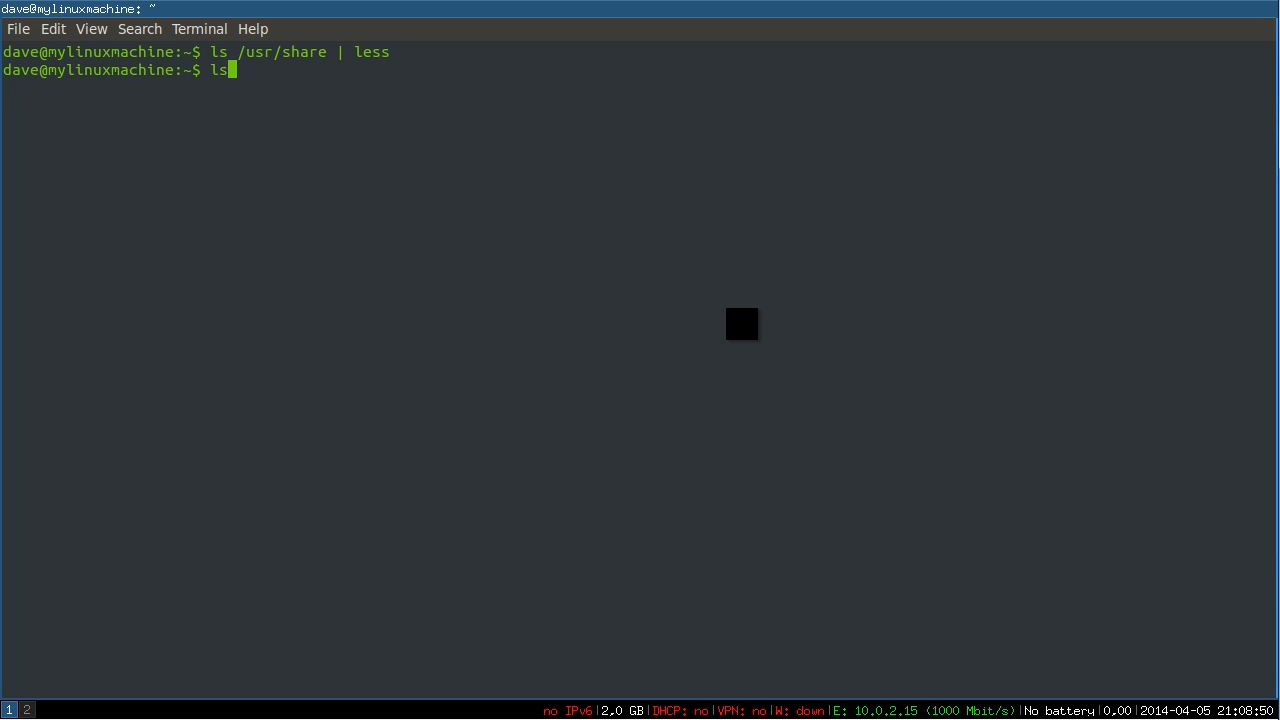 dave@mylinuxmachine: ~
File Edit View Search Terminal Help
dave@mylinuxmachine:~$ ls /usr/share | less
dave@mylinuxmachine:~$ ls
1 2 no IPv6|2,0 GB|DHCP: no|VPN: no|W: down|E: 10.0.2.15 (1000 Mbit/s)|No battery|0,00|2014-04-05 21:08:50